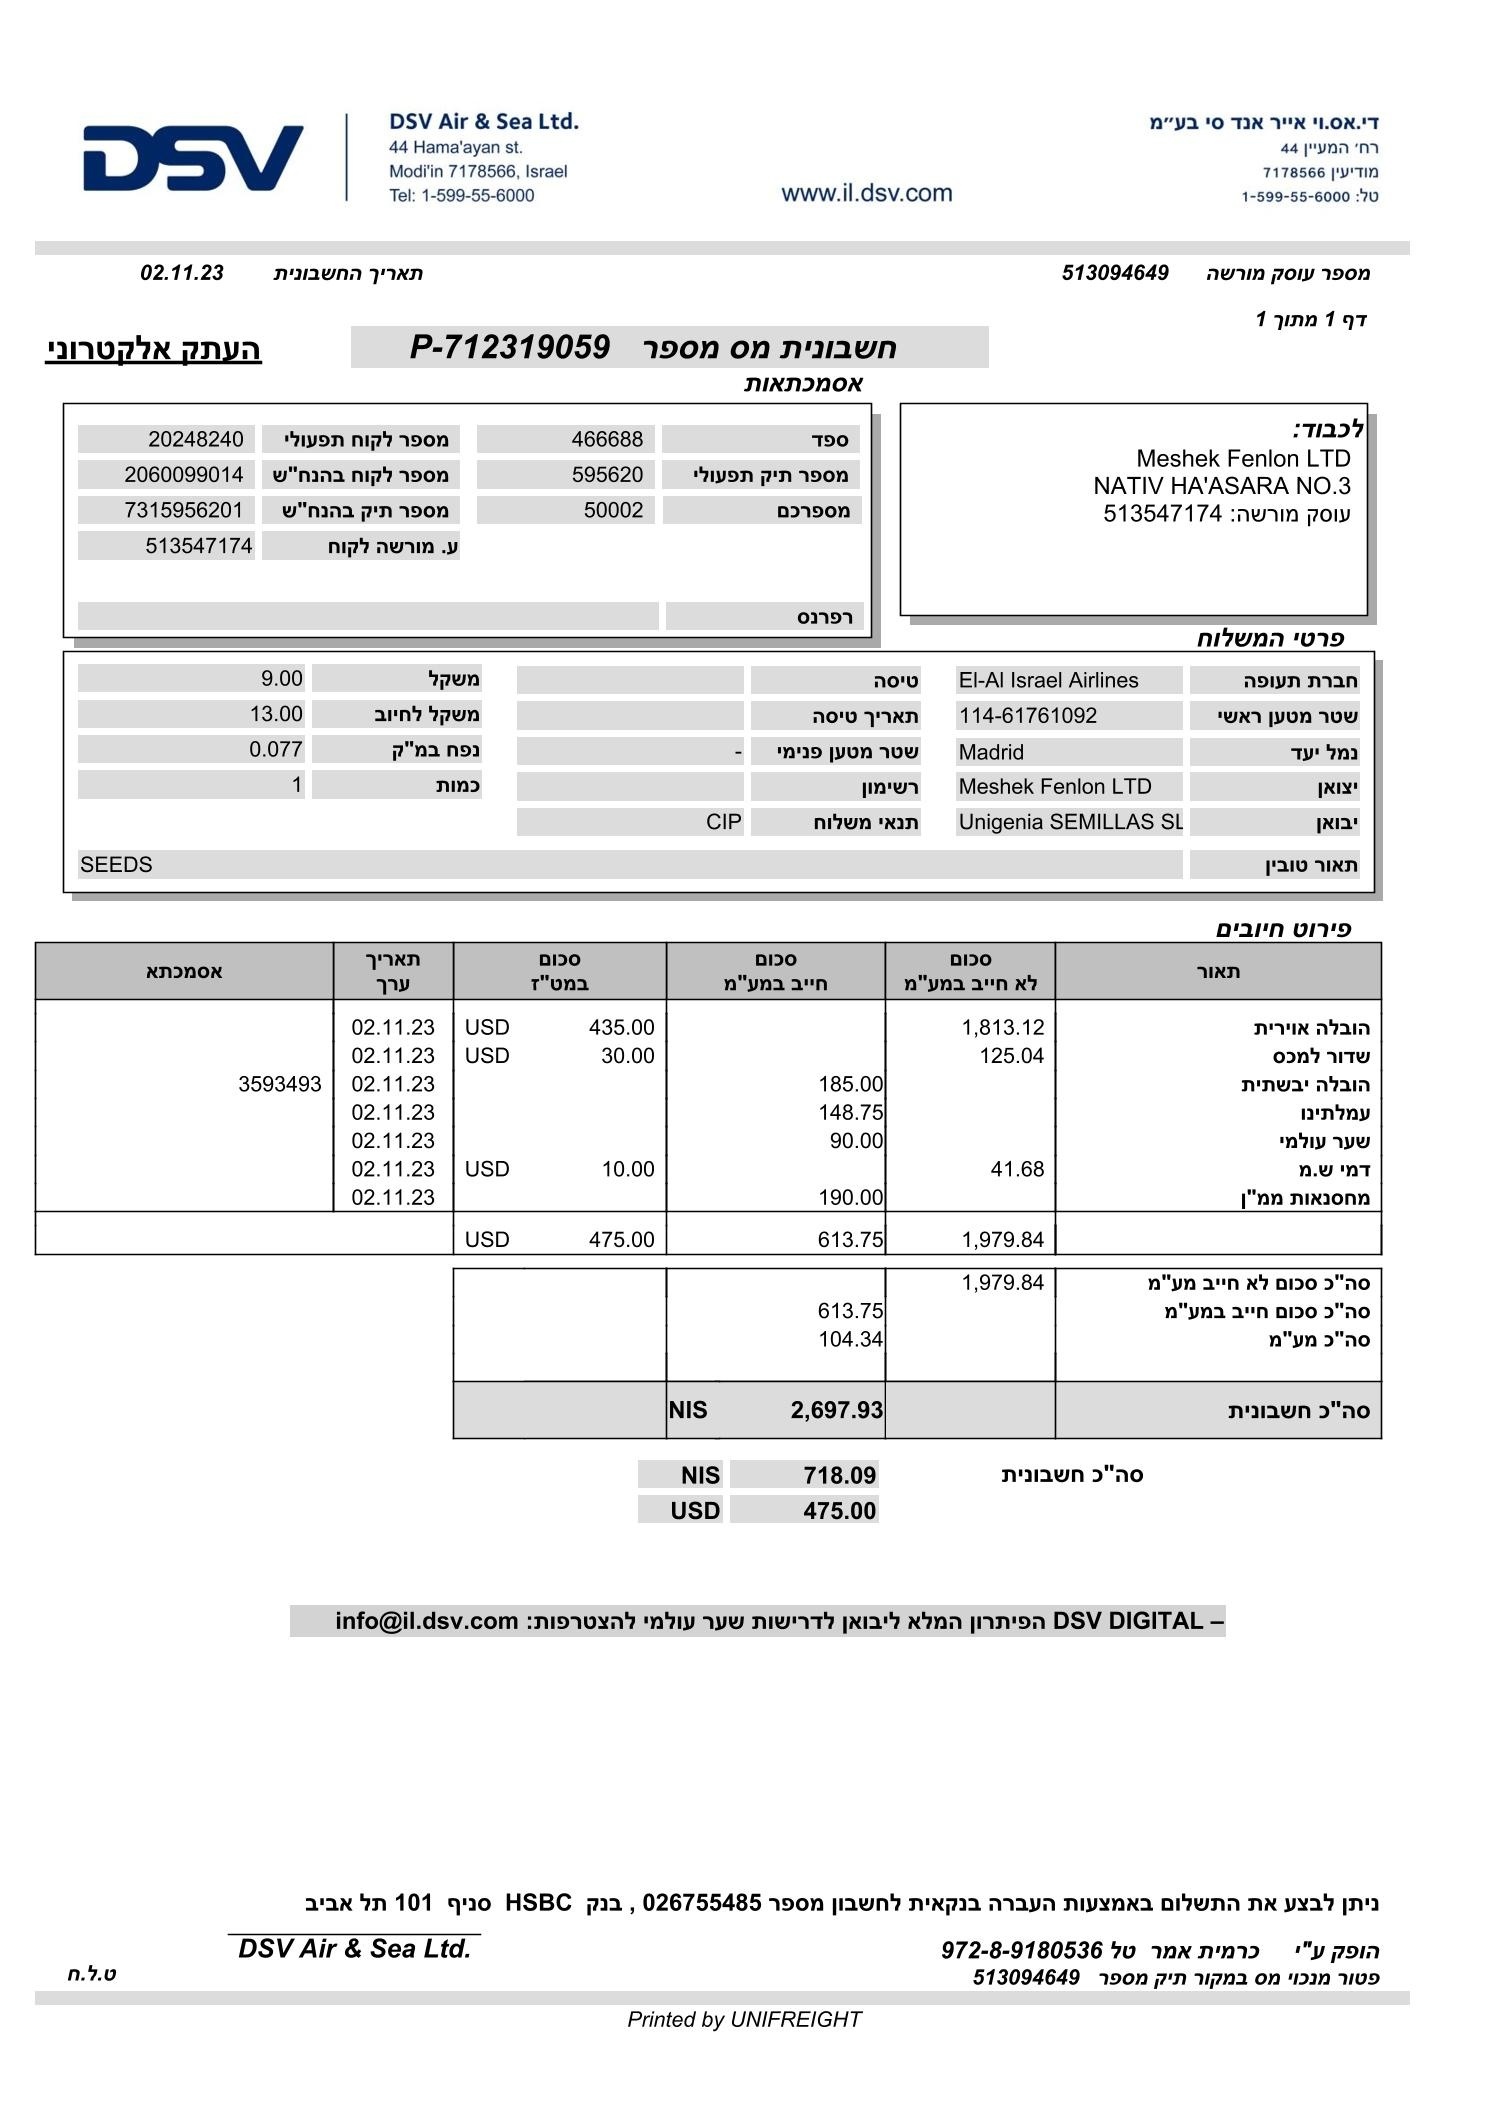 DSV
DSV Air & Sea Ltd.
44 Hama'ayan st.
Modi'in 7178566, Israel
Tel: 1-599-55-6000
www.il.dsv.com
די.אס.וי אייר אנד סי בע״מ
רח׳ המעיין 44
מודיעין 7178566
טל: 1-599-55-6000
מספר עוסק מורשה 513094649 תאריך החשבונית 02.11.23
דף 1 מתוך 1
חשבונית מס מספר P-712319059 העתק אלקטרוני
לכבוד:
Meshek Fenlon LTD
NATIV HA'ASARA NO.3
עוסק מורשה: 513547174
אסמכתאות
ספד 466688 מספר לקוח תפעולי 20248240
מספר תיק תפעולי 595620 מספר לקוח בהנח"ש 2060099014
מספרכם 50002 מספר תיק בהנח"ש 7315956201
ע. מורשה לקוח 513547174
רפרנס
פרטי המשלוח
חברת תעופה El-Al Israel Airlines טיסה משקל 9.00
שטר מטען ראשי 114-61761092 תאריך טיסה משקל לחיוב 13.00
נמל יעד Madrid שטר מטען פנימי - נפח במ"ק 0.077
יצואן Meshek Fenlon LTD רשימון כמות 1
יבואן Unigenia SEMILLAS SL תנאי משלוח CIP
תאור טובין SEEDS
פירוט חיובים
תאור סכום לא חייב במע"מ סכום חייב במע"מ סכום במט"ז תאריך ערך אסמכתא
הובלה אוירית 1,813.12 435.00 USD 02.11.23
שדור למכס 125.04 30.00 USD 02.11.23
הובלה יבשתית 185.00 02.11.23 3593493
עמלתינו 148.75 02.11.23
שער עולמי 90.00 02.11.23
דמי ש.מ 41.68 10.00 USD 02.11.23
מחסנאות ממ"ן 190.00 02.11.23
1,979.84 613.75 475.00 USD
סה"כ סכום לא חייב מע"מ 1,979.84
סה"כ סכום חייב במע"מ 613.75
סה"כ מע"מ 104.34
סה"כ חשבונית 2,697.93 NIS
סה"כ חשבונית 718.09 NIS
475.00 USD
– DSV DIGITAL הפיתרון המלא ליבואן לדרישות שער עולמי להצטרפות: info@il.dsv.com
ניתן לבצע את התשלום באמצעות העברה בנקאית לחשבון מספר 026755485 , בנק HSBC סניף 101 תל אביב
הופק ע"י כרמית אמר טל 972-8-9180536 DSV Air & Sea Ltd.
פטור מנכוי מס במקור תיק מספר 513094649 ט.ל.ח
Printed by UNIFREIGHT